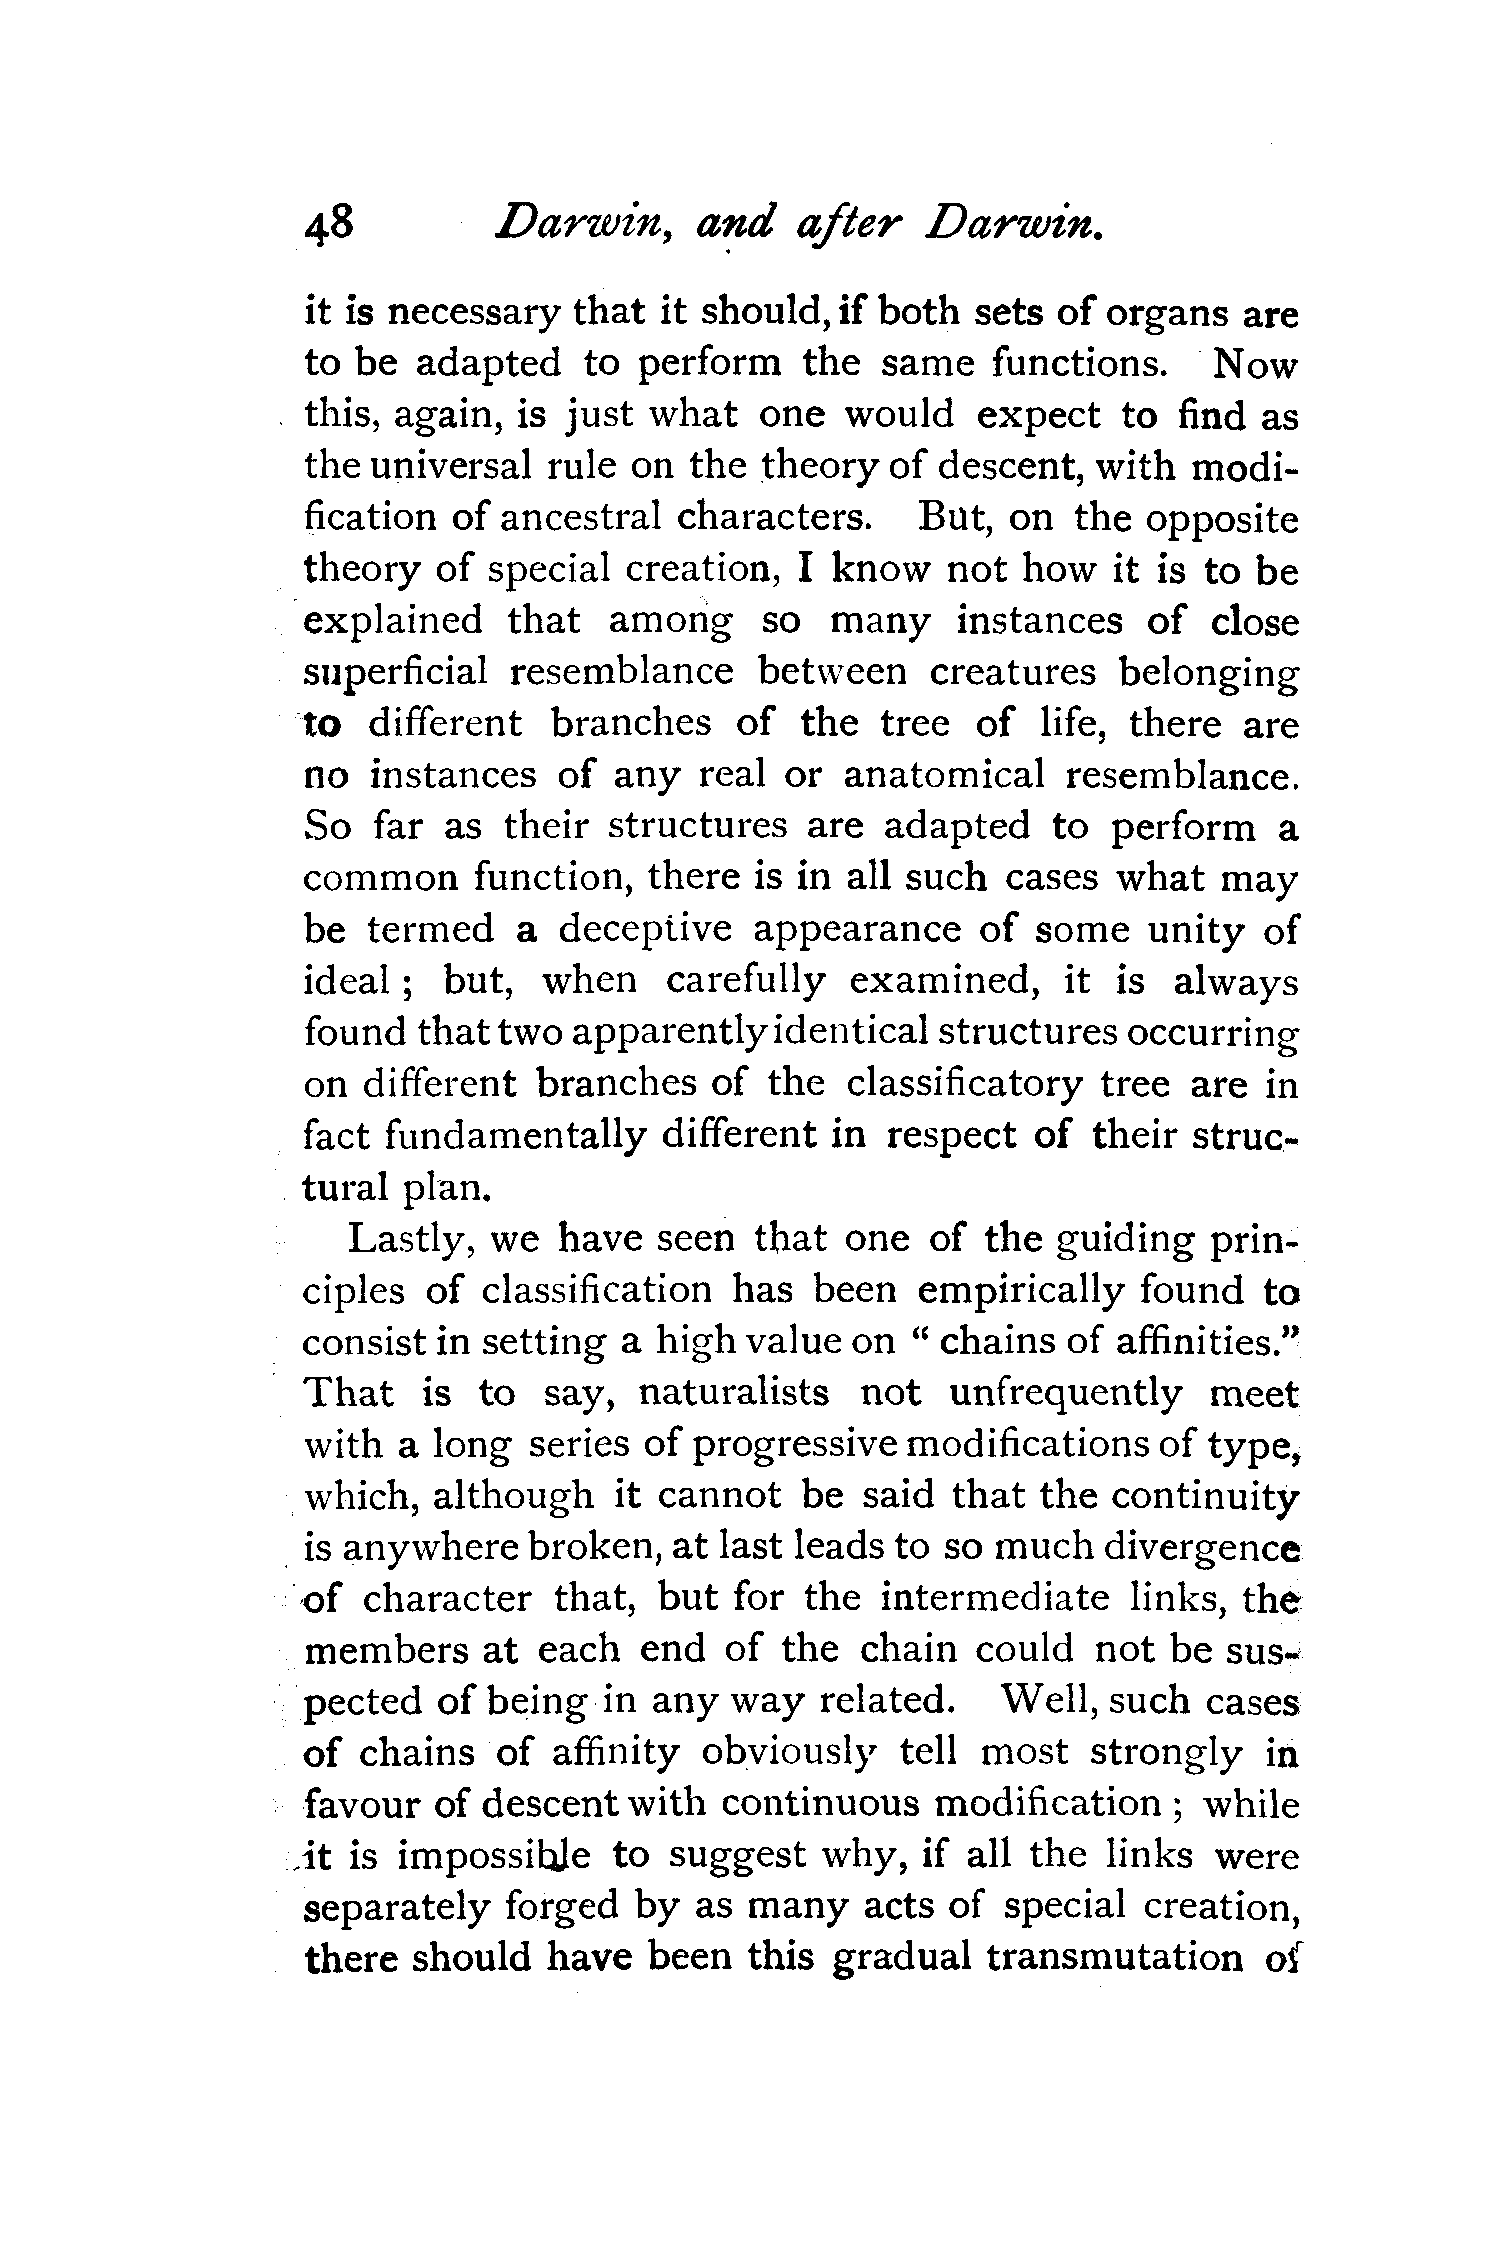 48 Darwin, and after Darwin.
it is necessary that it should, if both sets of organs are
to be adapted to perform the same functions. Now
this, again, is just what one would expect to find as
the universal rule on the theory of descent, with modi-
fication of ancestral characters. But, on the opposite
theory of special creation, I know not how it is to be
explained that among so many instances of close
superficial resemblance between creatures belonging
to different branches of the tree of life, there are
no instances of any real or anatomical resemblance.
So far as their structures are adapted to perform a
common function, there is in all such cases what may
be termed a deceptive appearance of some unity of
ideal ; but, when carefully examined, it is always
found that two apparently identical structures occurring
on different branches of the classificatory tree are in
fact fundamentally different in respect of their struc-
tural plan.
Lastly, we have seen that one of the guiding prin-
ciples of classification has been empirically found to
consist in setting a high value on “ chains of affinities.”
That is to say, naturalists not unfrequently meet
with a long series of progressive modifications of type,
which, although it cannot be said that the continuity
is anywhere broken, at last leads to so much divergence
of character that, but for the intermediate links, the
members at each end of the chain could not be sus-
pected of being in any way related. Well, such cases
of chains of affinity obviously tell most strongly in
favour of descent with continuous modification ; while
it is impossible to suggest why, if all the links were
separately forged by as many acts of special creation,
there should have been this gradual transmutation of